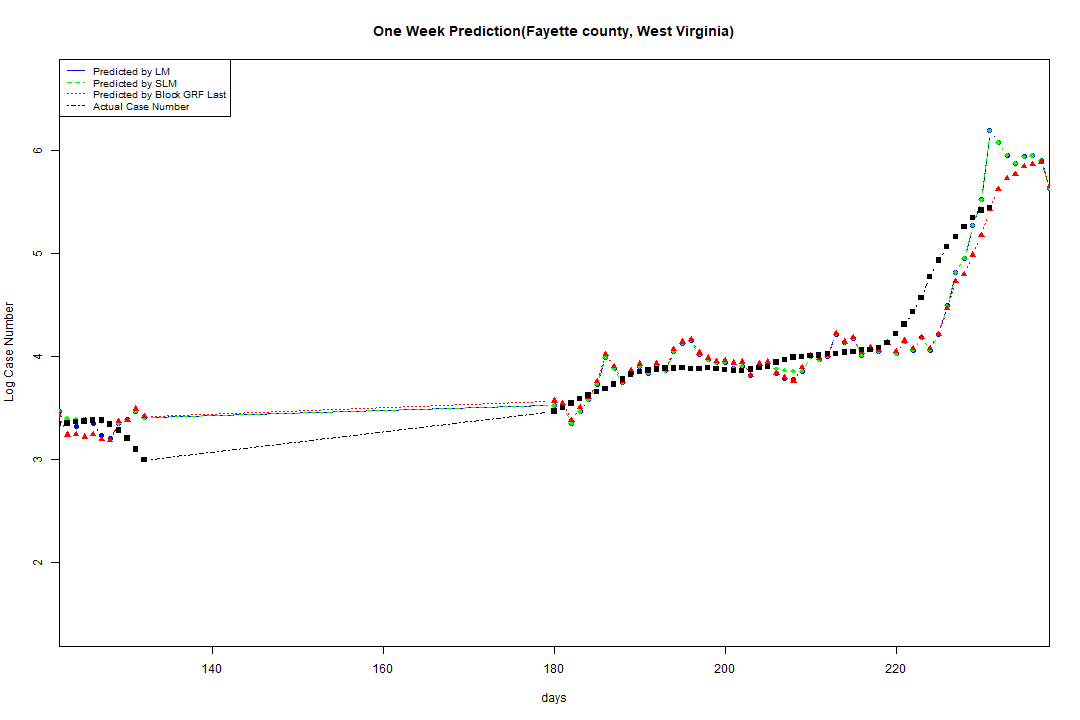 One Week Prediction(Fayette county, West Virginia)
Predicted by LM
Predicted by SLM
Predicted by Block GRF Last
Actual Case Number
6
5
4
3
2
Log Case Number
140 160 180 200 220
days